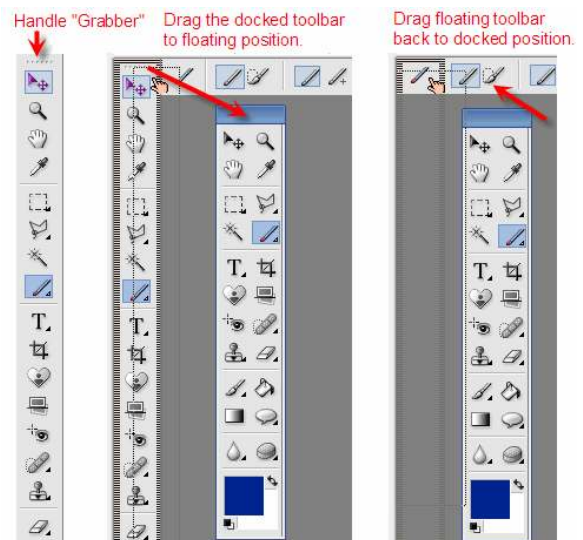 Handle "Grabber"
Drag the docked toolbar
to floating position.
Drag floating toolbar
back to docked position.
T
T
T
T